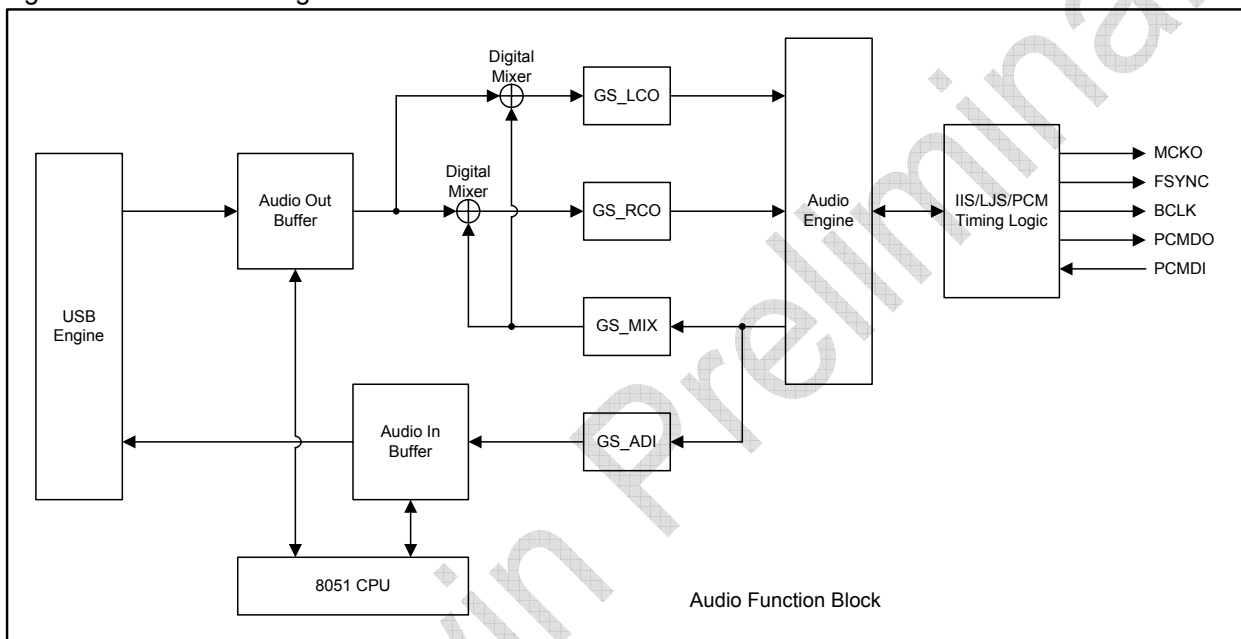 Digital
Mixer
GS_LCO
MCKO
FSYNC
Audio Out
Buffer
Digital
Mixer
GS_RCO
Audio
Engine
IIS/LJS/PCM
Timing Logic
BCLK
PCMDO
PCMDI
USB
Engine
GS_MIX
Audio In
Buffer
GS_ADI
8051 CPU
Audio Function Block